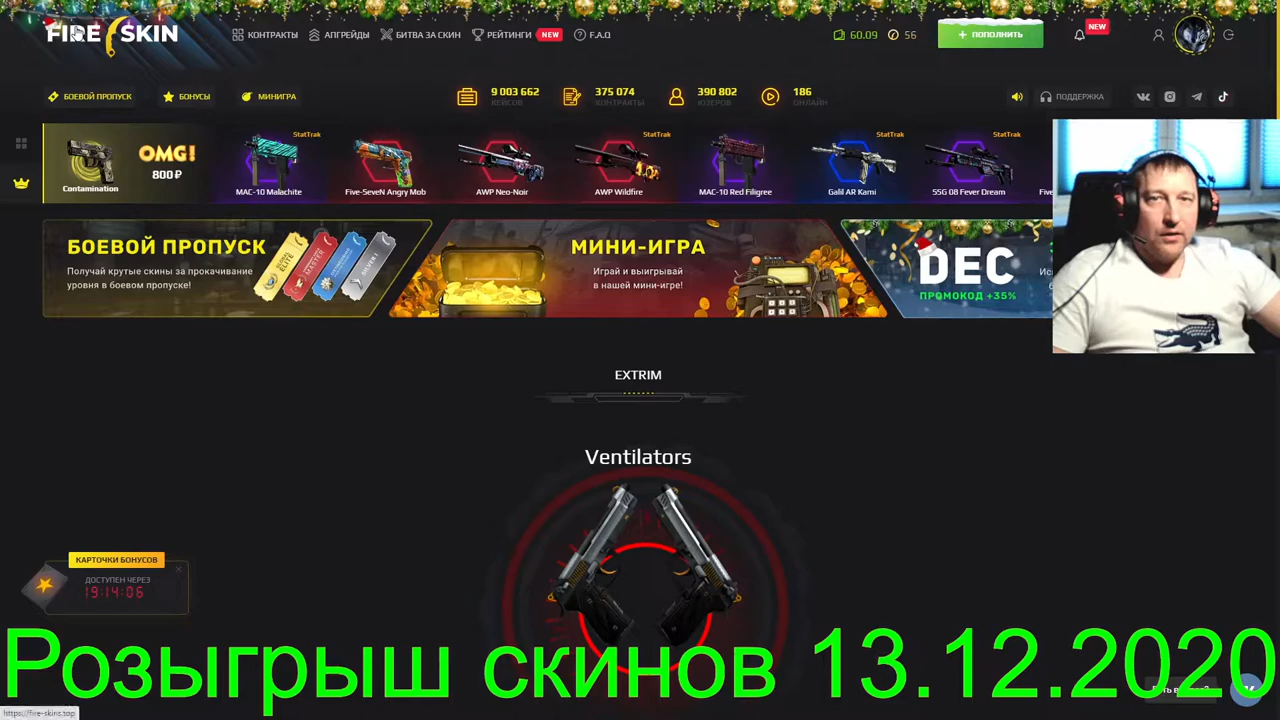 FIRE SKIN
КОНТРАКТЫ
АПГРЕЙДЫ
БИТВА ЗА СКИН
РЕЙТИНГИ NEW
F.A.Q
60.09
56
+ ПОПОЛНИТЬ
NEW
БОЕВОЙ ПРОПУСК
БОНУСЫ
МИНИГРА
9 003 662
КЕЙСОВ
375 074
КОНТРАКТЫ
390 802
ЮЗЕРОВ
186
ОНЛАЙН
ПОДДЕРЖКА
Contamination
OMG!
800 ₽
StatTrak
MAC-10 Malachite
Five-SeveN Angry Mob
AWP Neo-Noir
StatTrak
AWP Wildfire
MAC-10 Red Filigree
StatTrak
Galil AR Kami
StatTrak
SSG 08 Fever Dream
БОЕВОЙ ПРОПУСК
Получай крутые скины за прокачивание
уровня в боевом пропуске!
МИНИ-ИГРА
Играй и выигрывай
в нашей мини-игре!
DEC
ПРОМОКОД +35%
EXTRIM
Ventilators
КАРТОЧКИ БОНУСОВ
ДОСТУПЕН ЧЕРЕЗ
19:14:06
Розыгрыш скинов 13.12.2020
https://fire-skins.top